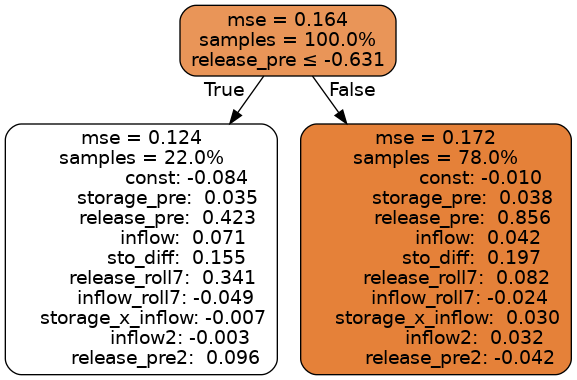 mse = 0.164
samples = 100.0%
release_pre ≤ -0.631
True
False
mse = 0.124
samples = 22.0%
const: -0.084
storage_pre: 0.035
release_pre: 0.423
inflow: 0.071
sto_diff: 0.155
release_roll7: 0.341
inflow_roll7: -0.049
storage_x_inflow: -0.007
inflow2: -0.003
release_pre2: 0.096
mse = 0.172
samples = 78.0%
const: -0.010
storage_pre: 0.038
release_pre: 0.856
inflow: 0.042
sto_diff: 0.197
release_roll7: 0.082
inflow_roll7: -0.024
storage_x_inflow: 0.030
inflow2: 0.032
release_pre2: -0.042